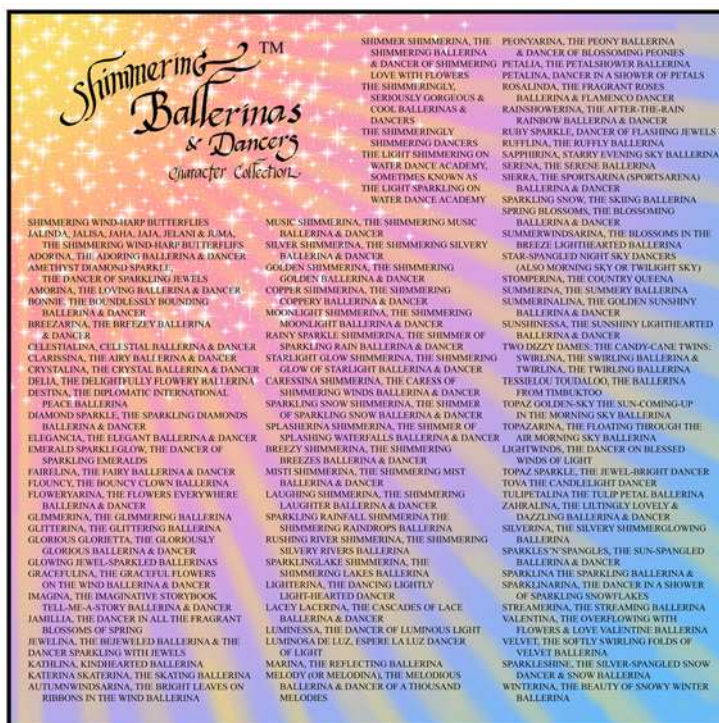 Shimmering TM
Ballerinas
& Dancers
Character Collection
SHIMMERING WIND-HARP BUTTERFLIES
JALINDA, JALISA, JAHA, JAIA, JELANI & JUMA,
THE SHIMMERING WIND-HARP BUTTERFLIES
ADORINA, THE ADORING BALLERINA & DANCER
AMETHYST DIAMOND SPARKLE,
THE DANCER OF SPARKLING JEWELS
AMORINA, THE LOVING BALLERINA & DANCER
BONNIE, THE BOUNDLESSLY BOUNDING
BALLERINA & DANCER
BREEZARINA, THE BREEZEY BALLERINA
& DANCER
CELESTIALINA, CELESTIAL BALLERINA & DANCER
CLARISSINA, THE AIRY BALLERINA & DANCER
CRYSTALINA, THE CRYSTAL BALLERINA & DANCER
DELIA, THE DELIGHTFULLY FLOWERY BALLERINA
DESTINA, THE DIPLOMATIC INTERNATIONAL
PEACE BALLERINA
DIAMOND SPARKLE, THE SPARKLING DIAMONDS
BALLERINA & DANCER
ELEGANCIA, THE ELEGANT BALLERINA & DANCER
EMERALD SPARKLEGLOW, THE DANCER OF
SPARKLING EMERALDS
FAIRELINA, THE FAIRY BALLERINA & DANCER
FLOUNCY, THE BOUNCY CLOWN BALLERINA
FLOWERYARINA, THE FLOWERS EVERYWHERE
BALLERINA & DANCER
GLIMMERINA, THE GLIMMERING BALLERINA
GLITTERINA, THE GLITTERING BALLERINA
GLORIOUS GLORIETTA, THE GLORIOUSLY
GLORIOUS BALLERINA & DANCER
GLOWING JEWEL-SPARKLED BALLERINAS
GRACEFULINA, THE GRACEFUL FLOWERS
ON THE WIND BALLERINA & DANCER
IMAGINA, THE IMAGINATIVE STORYBOOK
TELL-ME-A-STORY BALLERINA & DANCER
JAMILLIA, THE DANCER IN ALL THE FRAGRANT
BLOSSOMS OF SPRING
JEWELINA, THE BEJEWELED BALLERINA & THE
DANCER SPARKLING WITH JEWELS
KATHLINA, KINDHEARTED BALLERINA
KATERINA SKATERINA, THE SKATING BALLERINA
AUTUMNWINDSARINA, THE BRIGHT LEAVES ON
RIBBONS IN THE WIND BALLERINA
SHIMMER SHIMMERINA, THE
SHIMMERING BALLERINA
& DANCER OF SHIMMERING
LOVE WITH FLOWERS
THE SHIMMERINGLY,
SERIOUSLY GORGEOUS &
COOL BALLERINAS &
DANCERS
THE SHIMMERINGLY
SHIMMERING DANCERS
THE LIGHT SHIMMERING ON
WATER DANCE ACADEMY,
SOMETIMES KNOWN AS
THE LIGHT SPARKLING ON
WATER DANCE ACADEMY
MUSIC SHIMMERINA, THE SHIMMERING MUSIC
BALLERINA & DANCER
SILVER SHIMMERINA, THE SHIMMERING SILVERY
BALLERINA & DANCER
GOLDEN SHIMMERINA, THE SHIMMERING
GOLDEN BALLERINA & DANCER
COPPER SHIMMERINA, THE SHIMMERING
COPPERY BALLERINA & DANCER
MOONLIGHT SHIMMERINA, THE SHIMMERING
MOONLIGHT BALLERINA & DANCER
RAINY SPARKLE SHIMMERINA, THE SHIMMER OF
SPARKLING RAIN BALLERINA & DANCER
STARLIGHT GLOW SHIMMERINA, THE SHIMMERING
GLOW OF STARLIGHT BALLERINA & DANCER
CARESSINA SHIMMERINA, THE CARESS OF
SHIMMERING WINDS BALLERINA & DANCER
SPARKLING SNOW SHIMMERINA, THE SHIMMER
OF SPARKLING SNOW BALLERINA & DANCER
SPLASHERINA SHIMMERINA, THE SHIMMER OF
SPLASHING WATERFALLS BALLERINA & DANCER
BREEZY SHIMMERINA, THE SHIMMERING
BREEZES BALLERINA & DANCER
MISTI SHIMMERINA, THE SHIMMERING MIST
BALLERINA & DANCER
LAUGHING SHIMMERINA, THE SHIMMERING
LAUGHTER BALLERINA & DANCER
SPARKLING RAINFALL SHIMMERINA THE
SHIMMERING RAINDROPS BALLERINA
RUSHING RIVER SHIMMERINA, THE SHIMMERING
SILVERY RIVERS BALLERINA
SPARKLINGLAKE SHIMMERINA, THE
SHIMMERING LAKES BALLERINA
LIGHTERINA, THE DANCING LIGHTLY
LIGHT-HEARTED DANCER
LACEY LACERINA, THE CASCADES OF LACE
BALLERINA & DANCER
LUMINESSA, THE DANCER OF LUMINOUS LIGHT
LUMINOSA DE LUZ, ESPERE LA LUZ DANCER
OF LIGHT
MARINA, THE REFLECTING BALLERINA
MELODY (OR MELODINA), THE MELODIOUS
BALLERINA & DANCER OF A THOUSAND
MELODIES
PEONYARINA, THE PEONY BALLERINA
& DANCER OF BLOSSOMING PEONIES
PETALIA, THE PETALSHOWER BALLERINA
PETALINA, DANCER IN A SHOWER OF PETALS
ROSALINDA, THE FRAGRANT ROSES
BALLERINA & FLAMENCO DANCER
RAINSHOWERINA, THE AFTER-THE-RAIN
RAINBOW BALLERINA & DANCER
RUBY SPARKLE, DANCER OF FLASHING JEWELS
RUFFLINA, THE RUFFLY BALLERINA
SAPPHIRINA, STARRY EVENING SKY BALLERINA
SERENA, THE SERENE BALLERINA
SIERRA, THE SPORTSARINA (SPORTSARENA)
BALLERINA & DANCER
SPARKLING SNOW, THE SKIING BALLERINA
SPRING BLOSSOMS, THE BLOSSOMING
BALLERINA & DANCER
SUMMERWINDSARINA, THE BLOSSOMS IN THE
BREEZE LIGHTHEARTED BALLERINA
STAR-SPANGLED NIGHT SKY DANCERS
(ALSO MORNING SKY OR TWILIGHT SKY)
STOMPERINA, THE COUNTRY QUEENA
SUMMERINA, THE SUMMERY BALLERINA
SUMMERINALINA, THE GOLDEN SUNSHINY
BALLERINA & DANCER
SUNSHINESSA, THE SUNSHINY LIGHTHEARTED
BALLERINA & DANCER
TWO DIZZY DAMES: THE CANDY-CANE TWINS:
SWIRLINA, THE SWIRLING BALLERINA &
TWIRLINA, THE TWIRLING BALLERINA
TESSIELOU TOUDALOO, THE BALLERINA
FROM TIMBUKTOO
TOPAZ GOLDEN-SKY THE SUN-COMING-UP
IN THE MORNING SKY BALLERINA
TOPAZARINA, THE FLOATING THROUGH THE
AIR MORNING SKY BALLERINA
LIGHTWINDS, THE DANCER ON BLESSED
WINDS OF LIGHT
TOPAZ SPARKLE, THE JEWEL-BRIGHT DANCER
TOVA THE CANDLELIGHT DANCER
TULIPETALINA THE TULIP PETAL BALLERINA
ZAHRALINA, THE LILTINGLY LOVELY &
DAZZLING BALLERINA & DANCER
SILVERINA, THE SILVERY SHIMMERGLOWING
BALLERINA
SPARKLES'N'SPANGLES, THE SUN-SPANGLED
BALLERINA & DANCER
SPARKLINA THE SPARKLING BALLERINA &
SPARKLINARINA, THE DANCER IN A SHOWER
OF SPARKLING SNOWFLAKES
STREAMERINA, THE STREAMING BALLERINA
VALENTINA, THE OVERFLOWING WITH
FLOWERS & LOVE VALENTINE BALLERINA
VELVET, THE SOFTLY SWIRLING FOLDS OF
VELVET BALLERINA
SPARKLESHINE, THE SILVER-SPANGLED SNOW
DANCER & SNOW BALLERINA
WINTERINA, THE BEAUTY OF SNOWY WINTER
BALLERINA